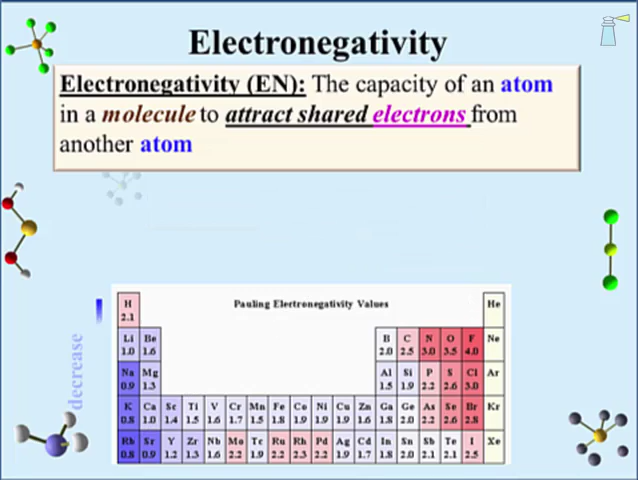 Electronegativity
Electronegativity (EN): The capacity of an atom
in a molecule to attract shared electrons from
another atom
decrease
Pauling Electronegativity Values
H He
2.1
Li Be B C N O F Ne
1.0 1.6 2.0 2.5 3.0 3.5 4.0
Na Mg Al Si P S Cl Ar
0.9 1.3 1.5 1.9 2.2 2.6 3.0
K Ca Sc Ti V Cr Mn Fe Co Ni Cu Zn Ga Ge As Se Br Kr
0.8 1.0 1.4 1.5 1.6 1.7 1.5 1.8 1.9 1.9 1.9 1.6 1.8 2.0 2.2 2.6 2.8
Rb Sr Y Zr Nb Mo Tc Ru Rh Pd Ag Cd In Sn Sb Te I Xe
0.8 0.9 1.2 1.3 1.6 2.2 1.9 2.2 2.3 2.2 1.9 1.7 1.8 2.0 2.1 2.1 2.5